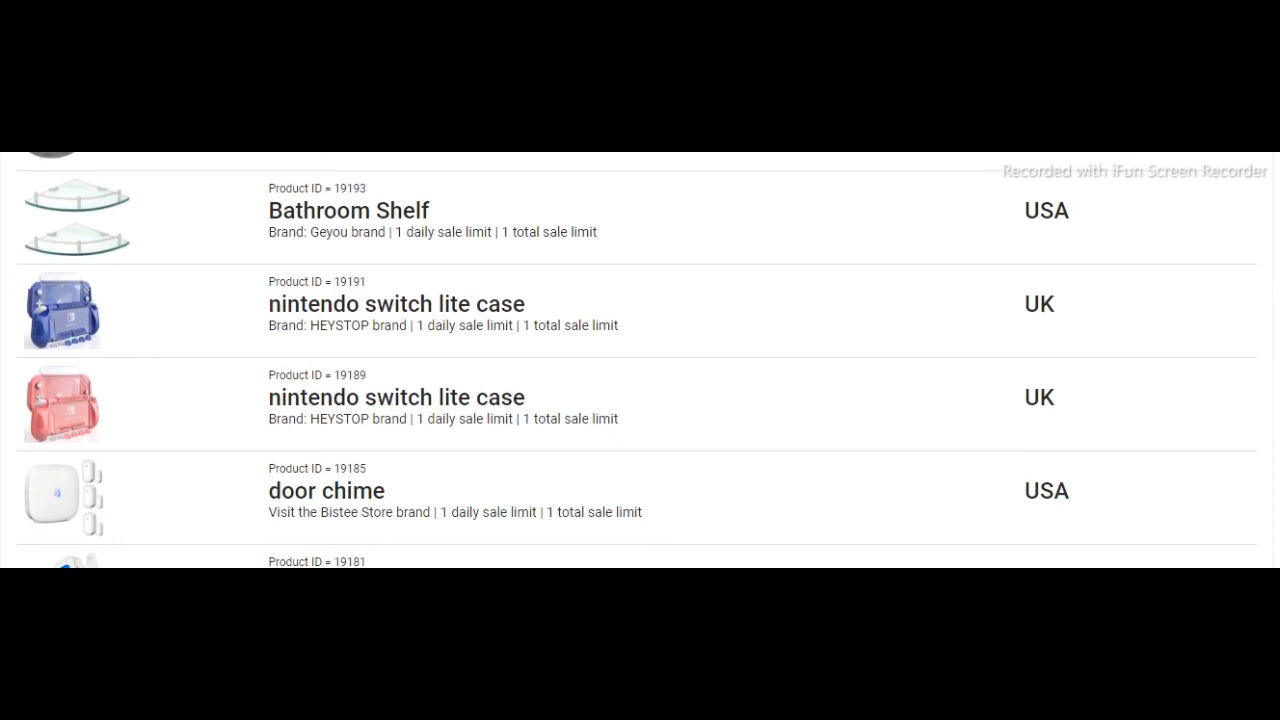 Recorded with iFun Screen Recorder
Product ID = 19193
Bathroom Shelf
USA
Brand: Geyou brand | 1 daily sale limit | 1 total sale limit
Product ID = 19191
nintendo switch lite case
UK
Brand: HEYSTOP brand | 1 daily sale limit | 1 total sale limit
Product ID = 19189
nintendo switch lite case
UK
Brand: HEYSTOP brand | 1 daily sale limit | 1 total sale limit
Product ID = 19185
door chime
USA
Visit the Bistee Store brand | 1 daily sale limit | 1 total sale limit
Product ID = 19181